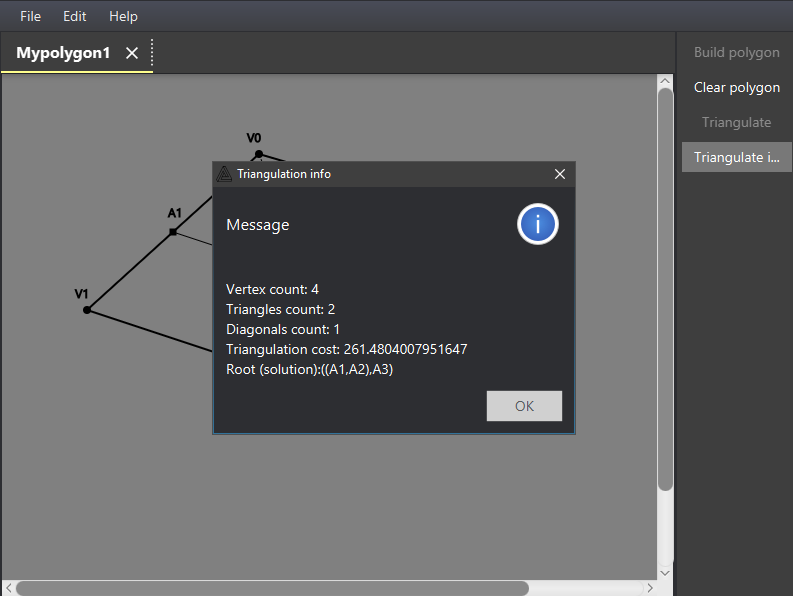 File Edit Help
Mypolygon1
Build polygon
Clear polygon
Triangulate
Triangulate i...
V0
A1
V1
Triangulation info
Message
i
Vertex count: 4
Triangles count: 2
Diagonals count: 1
Triangulation cost: 261.4804007951647
Root (solution):((A1,A2),A3)
OK